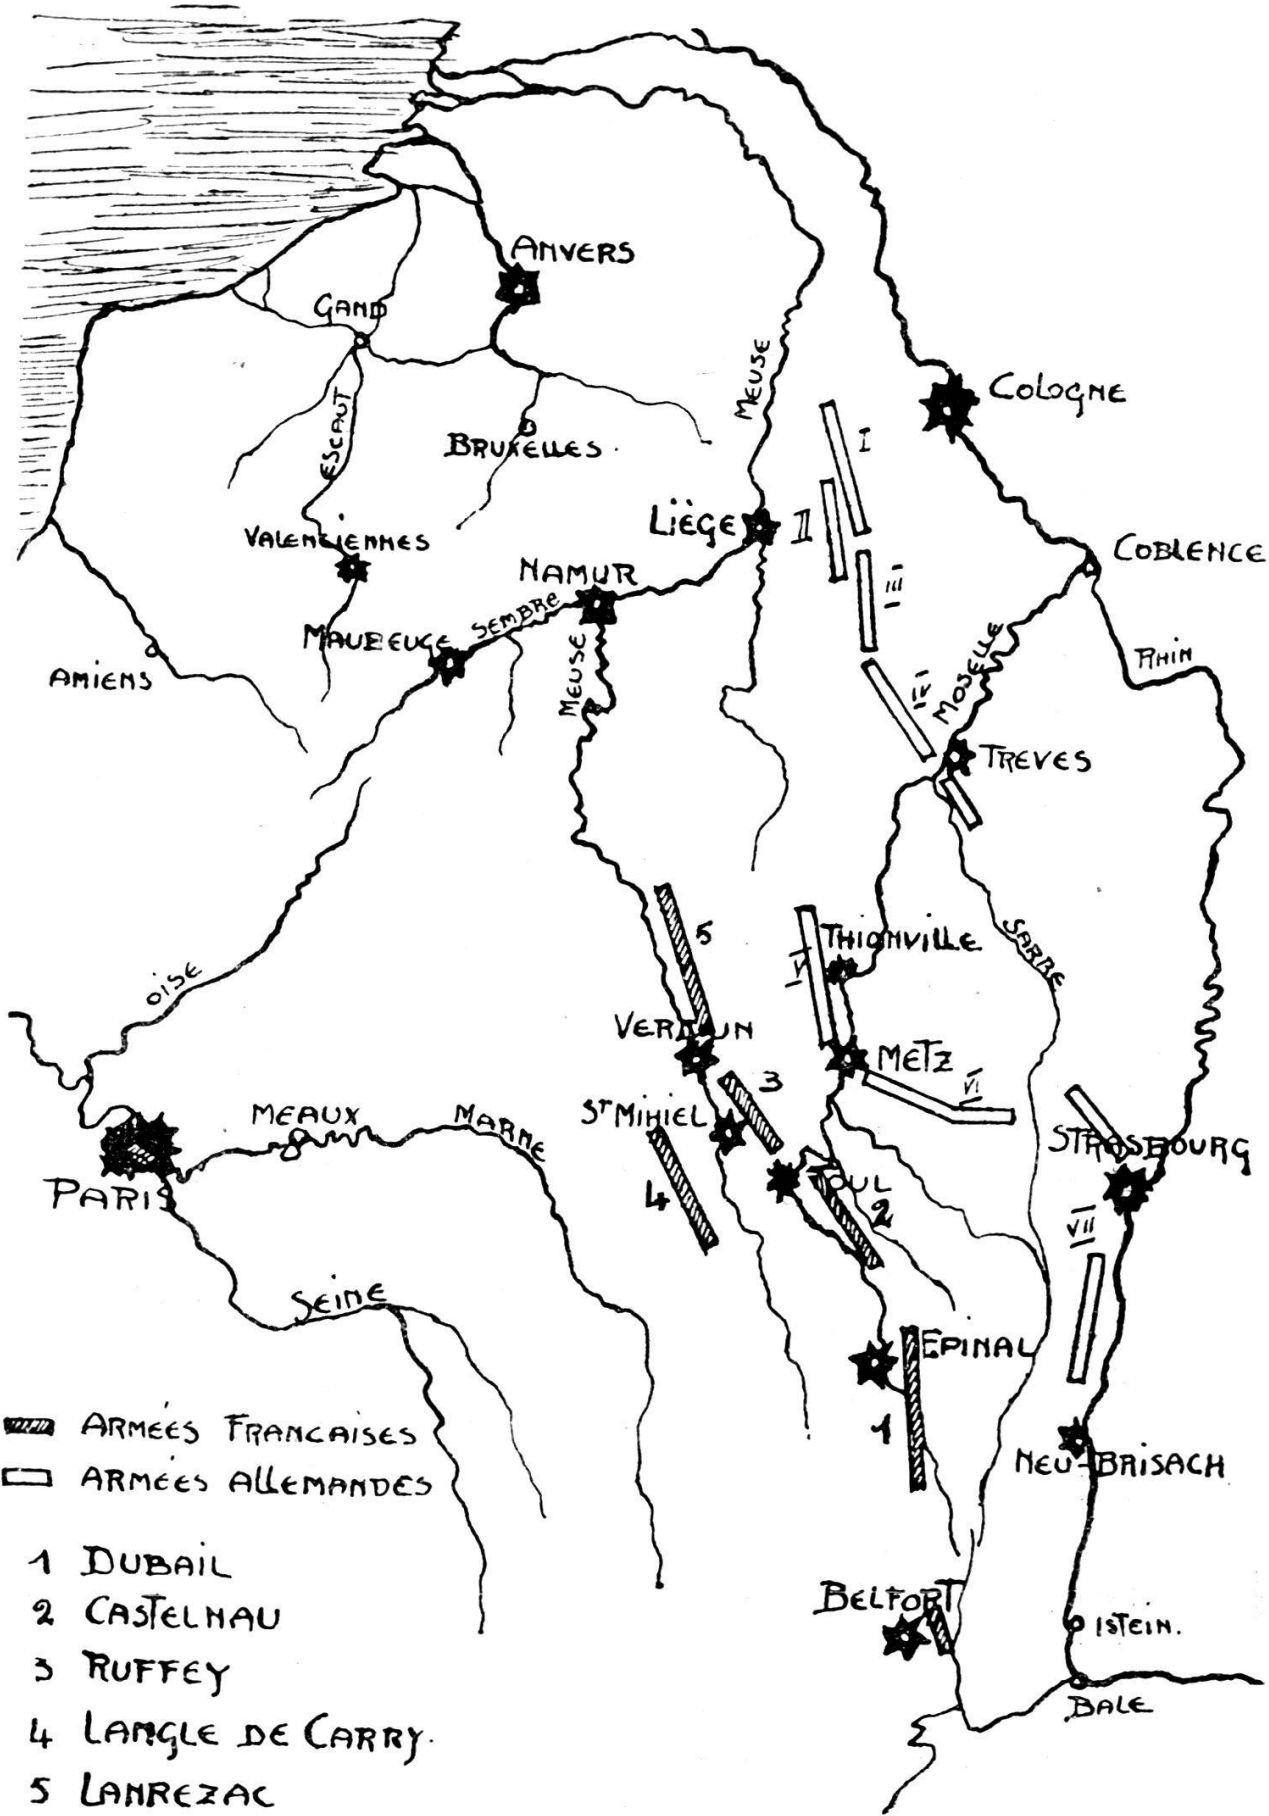 ANVERS
GAND
COLOGNE
MEUSE
I
ESCAUT
BRUXELLES.
LIÈGE
II
VALENCIENNES
COBLENCE
NAMUR
III
SEMBRE
MAUBEUGE
MOSELLE
RHIN
MEUSE
AMIENS
IV
TREVES
5
THIONVILLE
SARRE
V
OISE
VERDUN
METZ
3
VI
ST MIHIEL
MEAUX
MARNE
STRASBOURG
PARIS
4
TOUL
2
VII
SEINE
EPINAL
ARMÉES FRANCAISES
1
NEU-BRISACH
ARMÉES ALLEMANDES
1 DUBAIL
BELFORT
2 CASTELNAU
ISTEIN.
3 RUFFEY
BALE
4 LANGLE DE CARRY.
5 LANREZAC